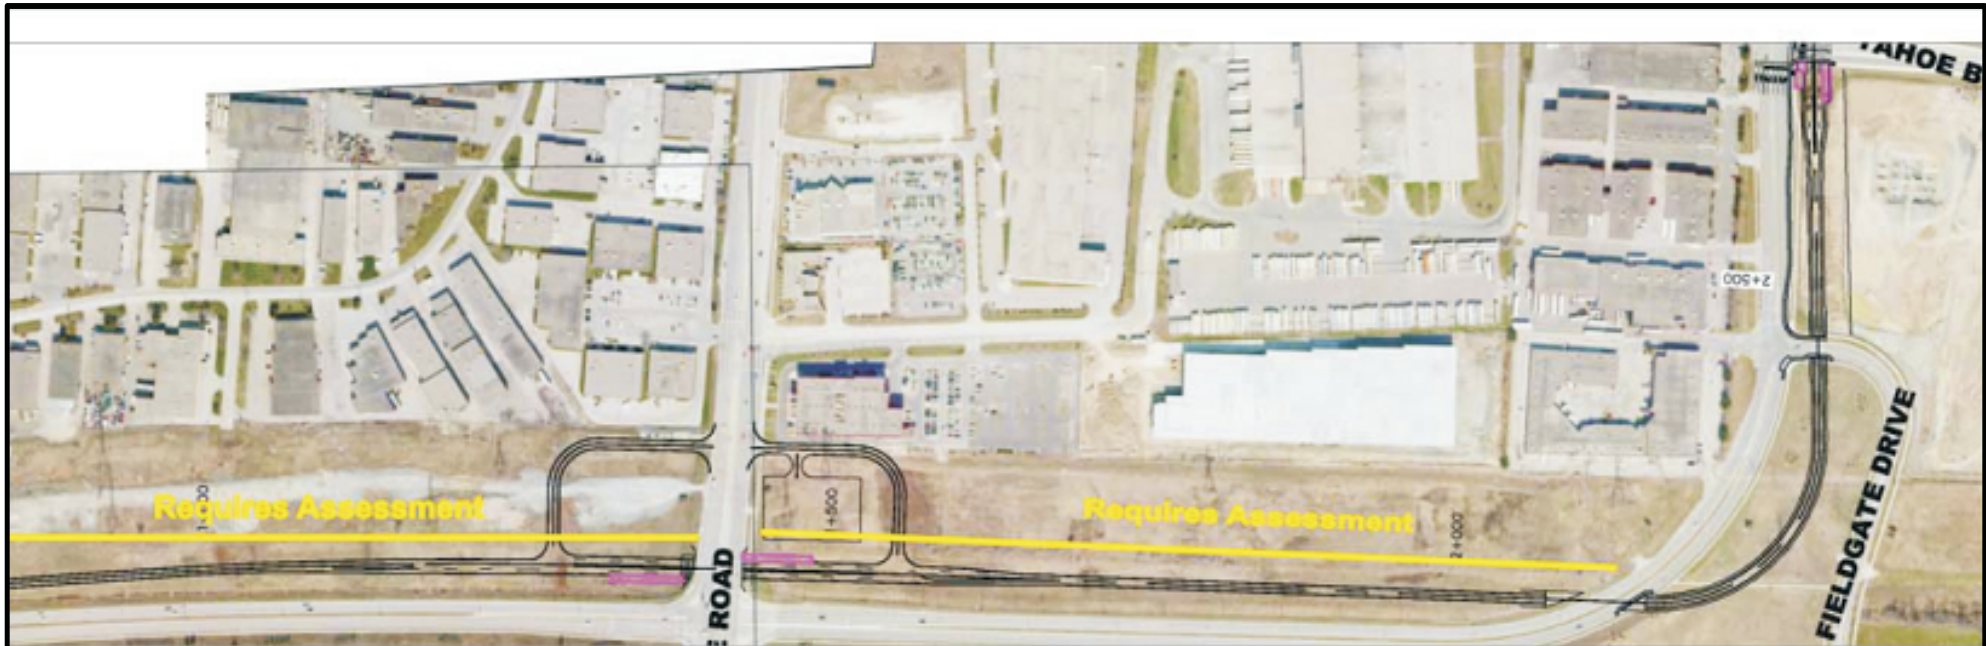 TAHOE B
2+500
Requires Assessment
Requires Assessment
1+500
2+000
FIELDGATE DRIVE
E ROAD